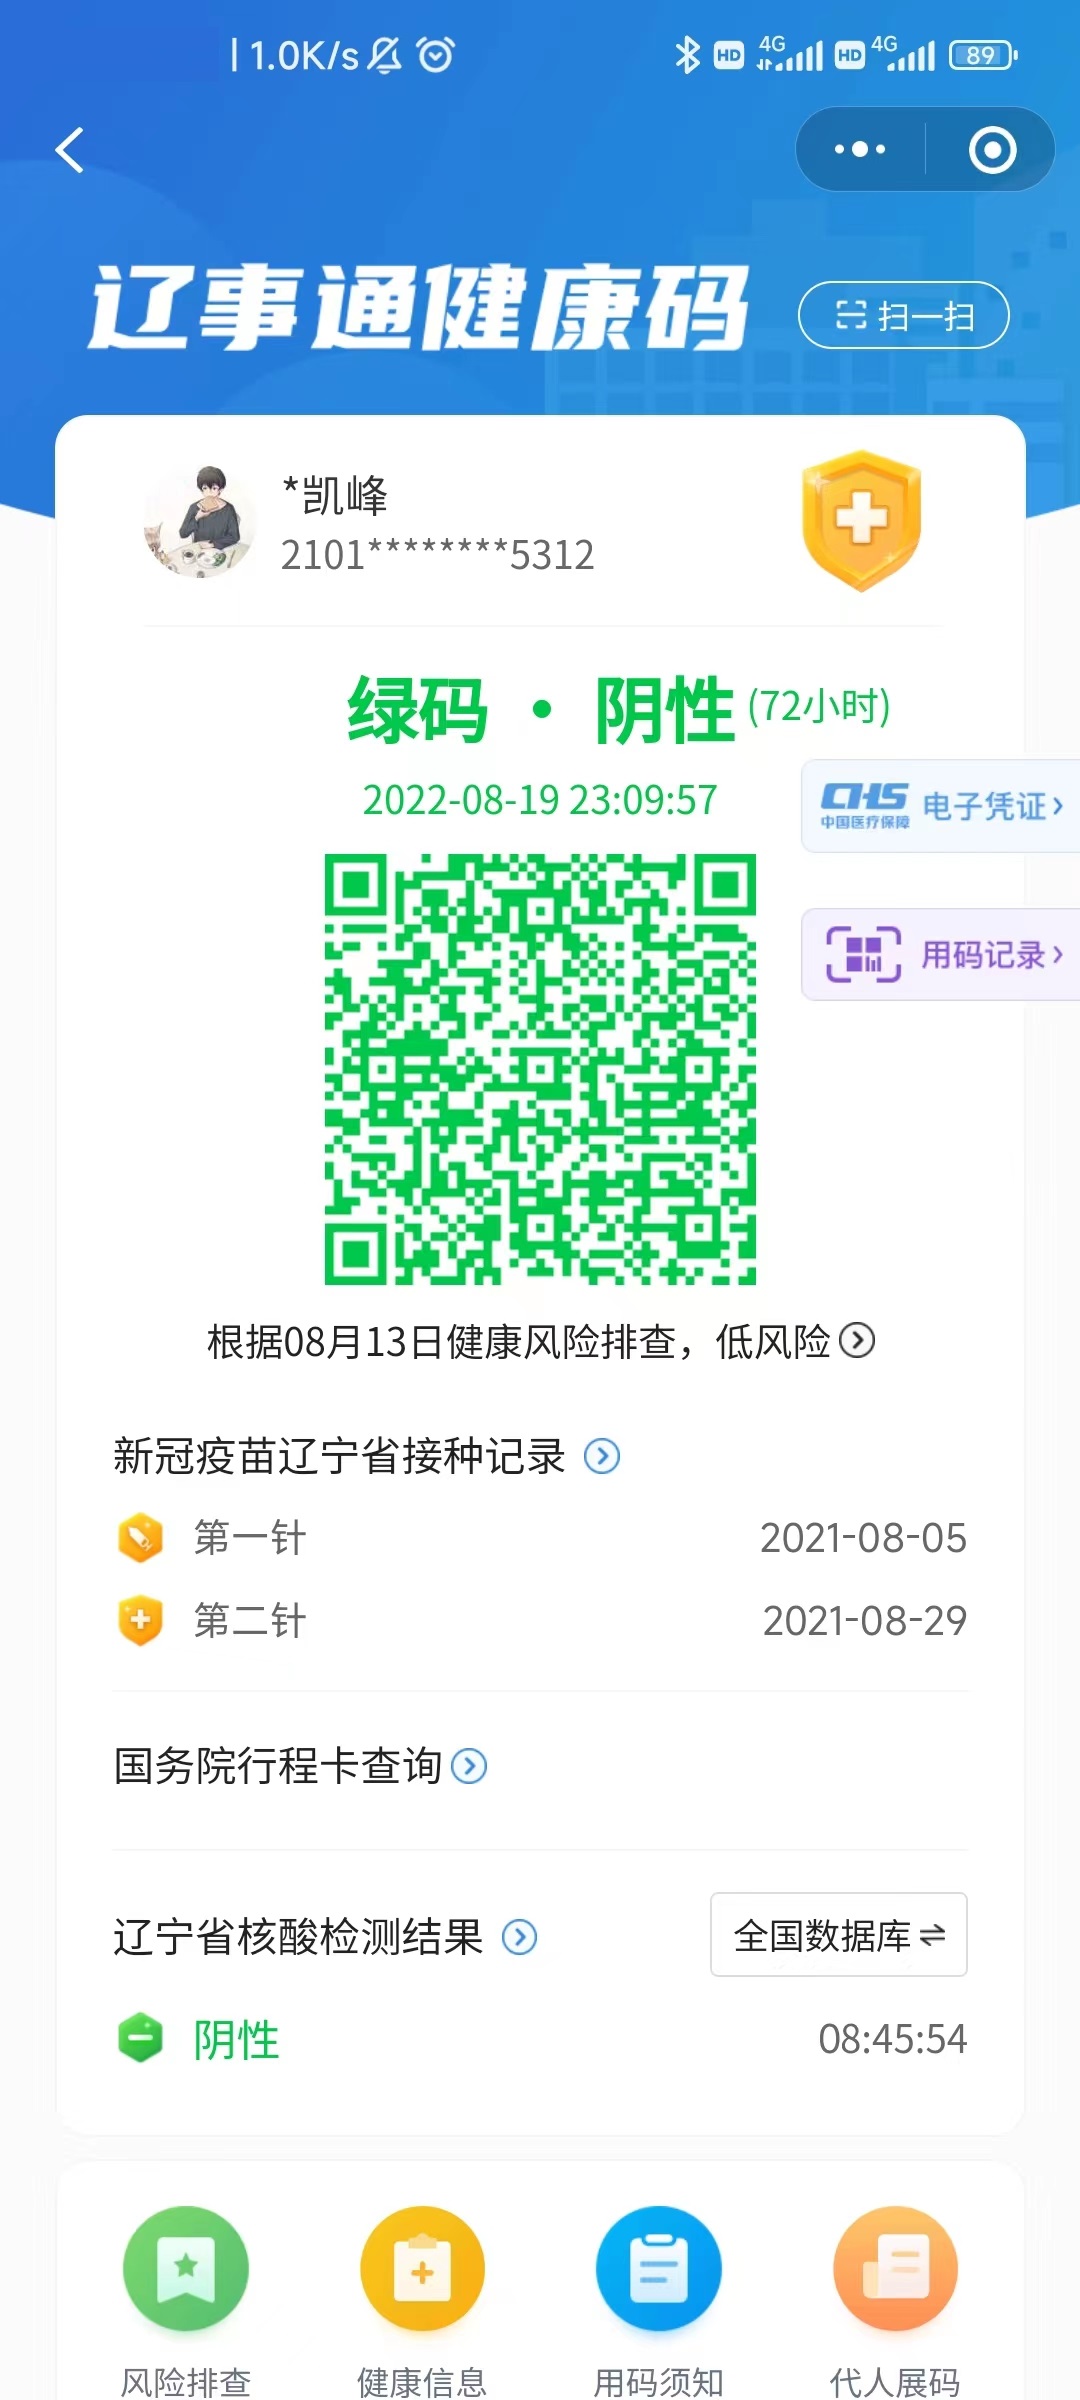 1.0K/s
HD 4G HD 4G 89
辽事通健康码
扫一扫
*凯峰
2101********5312
绿码 · 阴性 (72小时)
2022-08-19 23:09:57
CHS 中国医疗保障 电子凭证
用码记录
根据08月13日健康风险排查，低风险
新冠疫苗辽宁省接种记录
第一针 2021-08-05
第二针 2021-08-29
国务院行程卡查询
辽宁省核酸检测结果 全国数据库
阴性 08:45:54
风险排查 健康信息 用码须知 代人展码